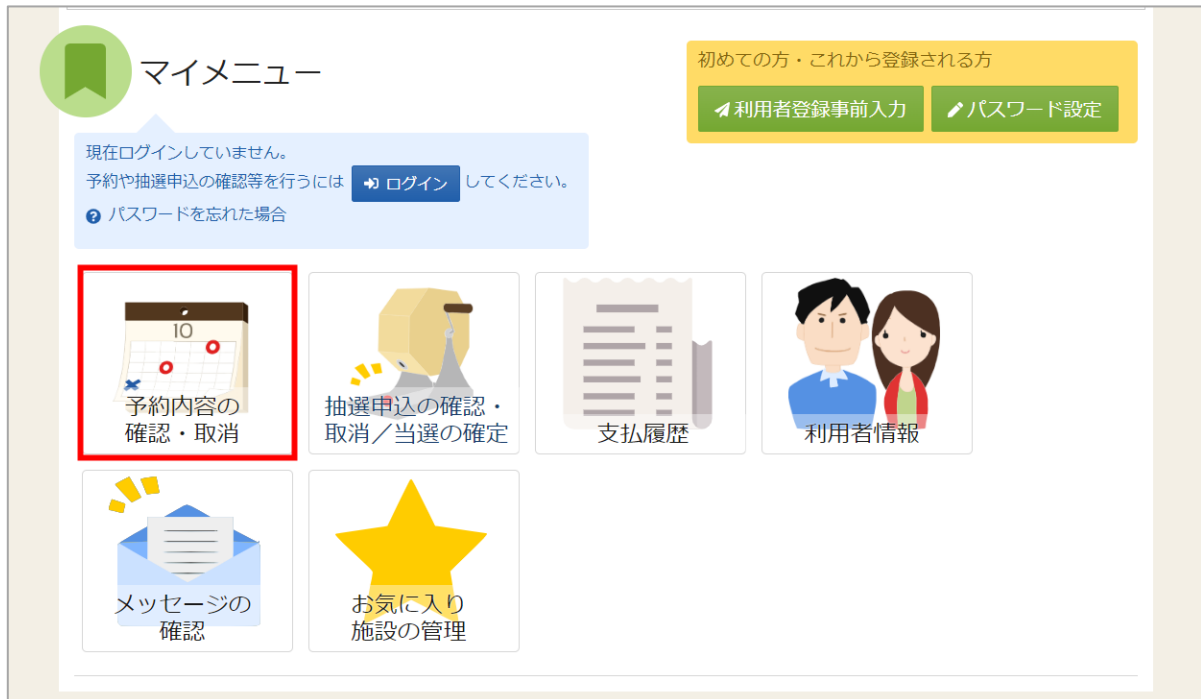 マイメニュー
初めての方・これから登録される方
利用者登録事前入力
パスワード設定
現在ログインしていません。
予約や抽選申込の確認等を行うには ログイン してください。
パスワードを忘れた場合
10
予約内容の
確認・取消
抽選申込の確認・
取消／当選の確定
支払履歴
利用者情報
メッセージの
確認
お気に入り
施設の管理